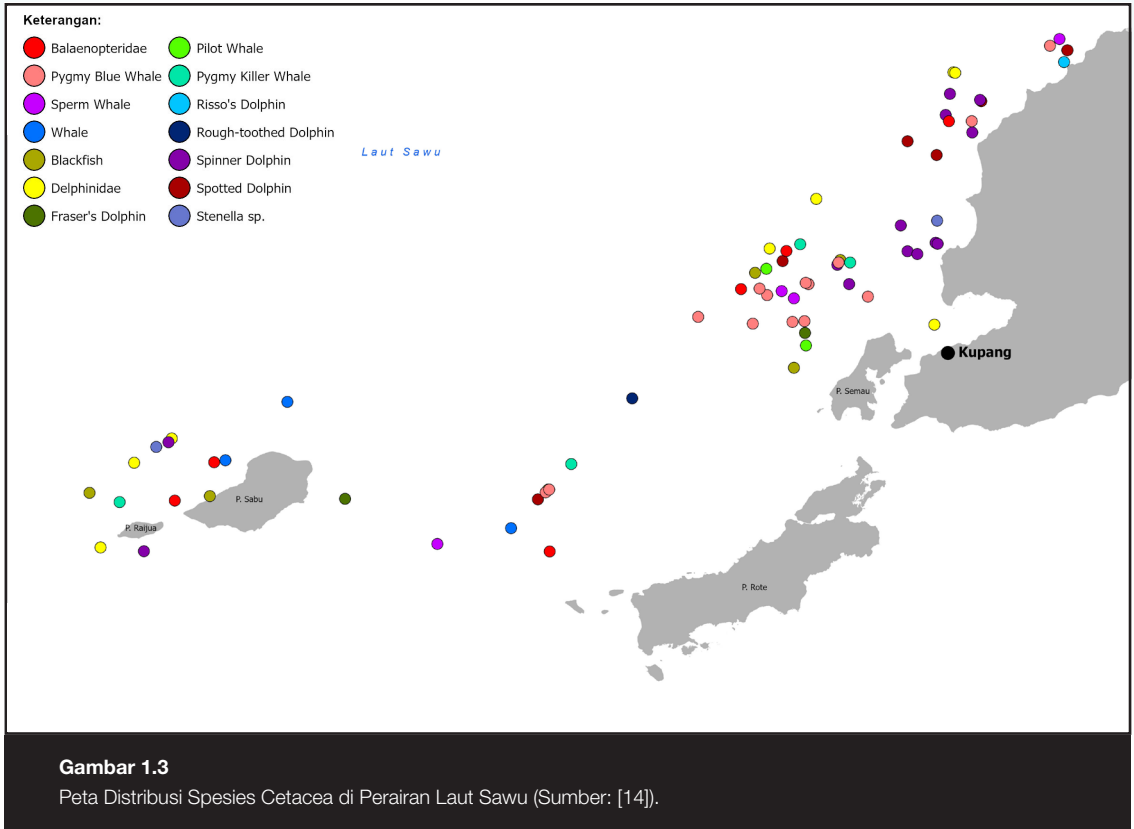 Keterangan:
Balaenopteridae
Pygmy Blue Whale
Sperm Whale
Whale
Blackfish
Delphinidae
Fraser's Dolphin
Pilot Whale
Pygmy Killer Whale
Risso's Dolphin
Rough-toothed Dolphin
Spinner Dolphin
Spotted Dolphin
Stenella sp.
Laut Sawu
Kupang
P. Semau
P. Sabu
P. Raijua
P. Rote
Gambar 1.3
Peta Distribusi Spesies Cetacea di Perairan Laut Sawu (Sumber: [14]).